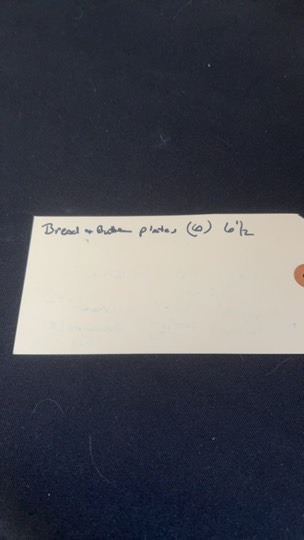 Bread + Butter plates (6) 6 1/2